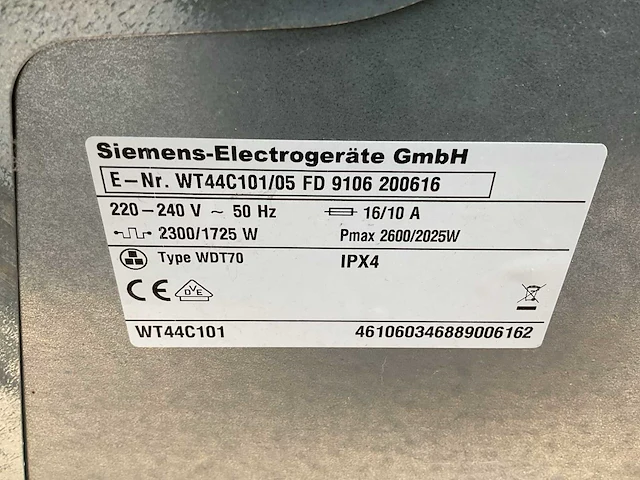 Siemens-Electrogeräte GmbH
E-Nr. WT44C101/05 FD 9106 200616
220-240 V ~ 50 Hz 16/10 A
2300/1725 W Pmax 2600/2025W
Type WDT70 IPX4
CE DVE
WT44C101 461060346889006162